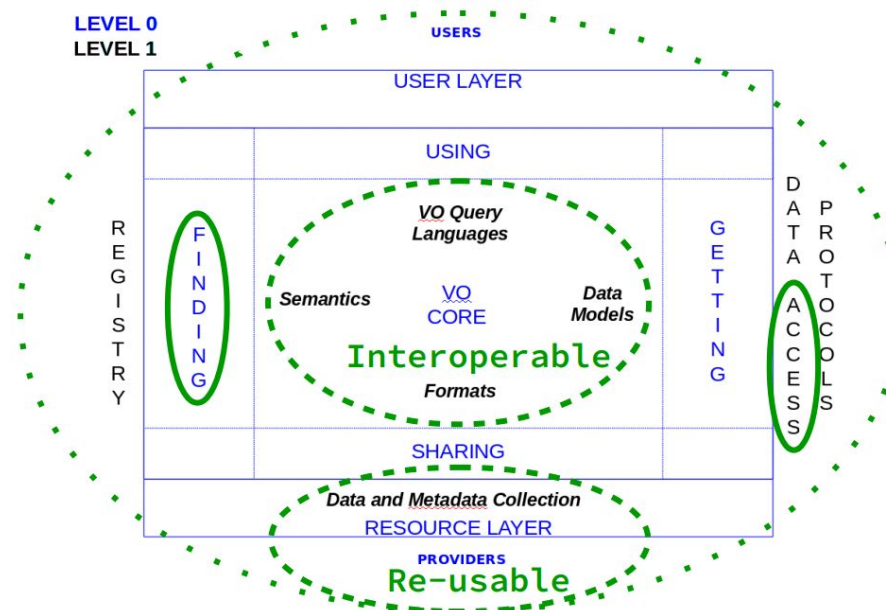 LEVEL 0
LEVEL 1
USERS
USER LAYER
USING
REGISTRY
FINDING
VO Query
Languages
Semantics
VO
CORE
Data
Models
Interoperable
Formats
GETTING
DATA ACCESS
PROTOCOLS
SHARING
Data and Metadata Collection
RESOURCE LAYER
PROVIDERS
Re-usable